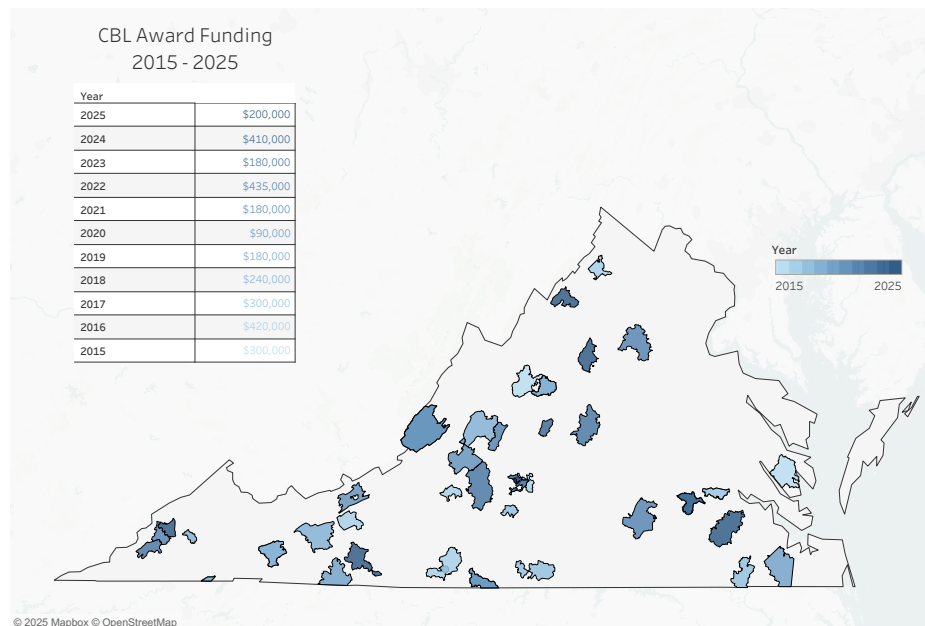 CBL Award Funding
2015 - 2025
Year
2025 $200,000
2024 $410,000
2023 $180,000
2022 $435,000
2021 $180,000
2020 $90,000
2019 $180,000
2018 $240,000
2017 $300,000
2016 $420,000
2015 $300,000
Year
2015 2025
© 2025 Mapbox © OpenStreetMap